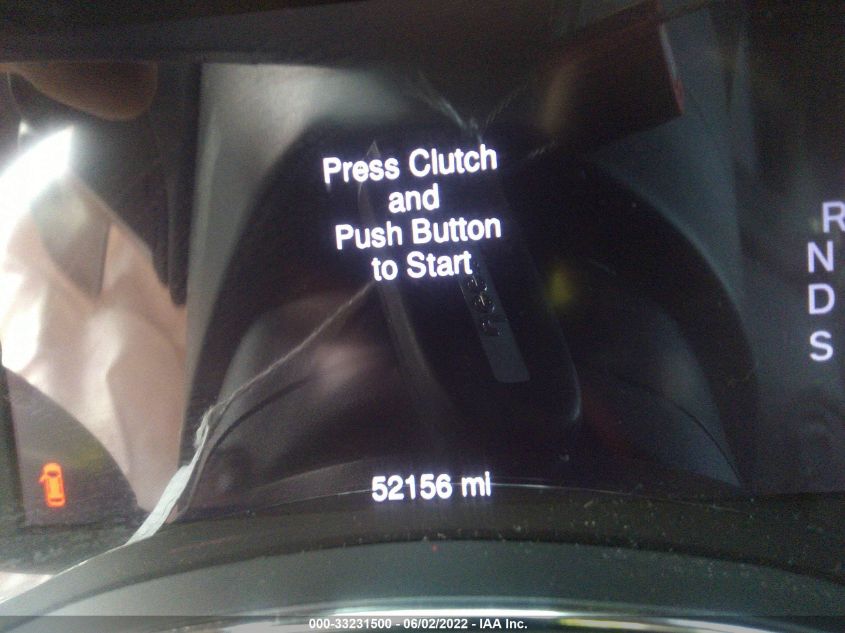 Press Clutch
and
Push Button
to Start
R
N
D
S
52156 mi
000-33231500 - 06/02/2022 - IAA Inc.